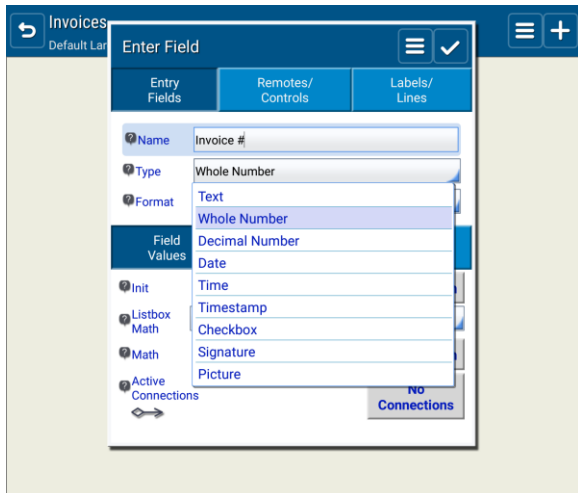 Invoices
Default Lar
Enter Field
Entry
Fields
Remotes/
Controls
Labels/
Lines
Name
Invoice #
Type
Whole Number
Format
Text
Whole Number
Decimal Number
Date
Time
Timestamp
Checkbox
Signature
Picture
Field
Values
Init
Listbox
Math
Math
Active
Connections
No
Connections